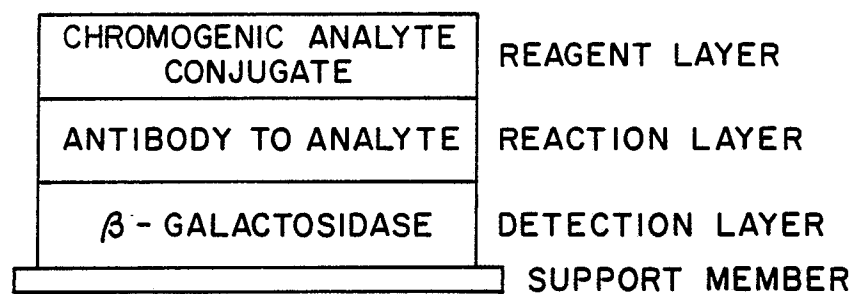 CHROMOGENIC ANALYTE
CONJUGATE
REAGENT LAYER
ANTIBODY TO ANALYTE
REACTION LAYER
β - GALACTOSIDASE
DETECTION LAYER
SUPPORT MEMBER